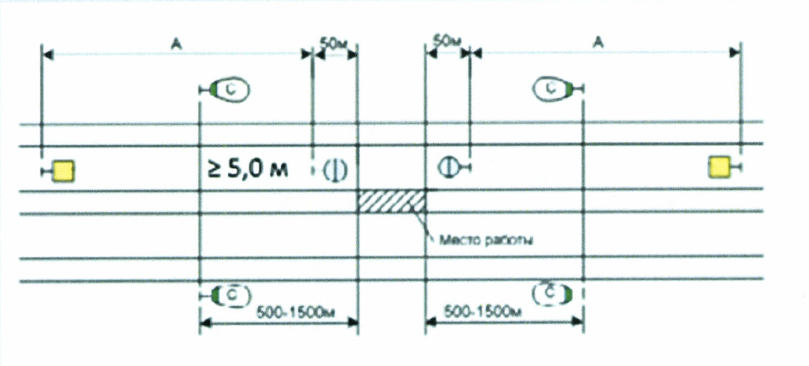 А 50м 50м А
С С
≥ 5,0 м
Место работы
С С
500-1500м 500-1500м